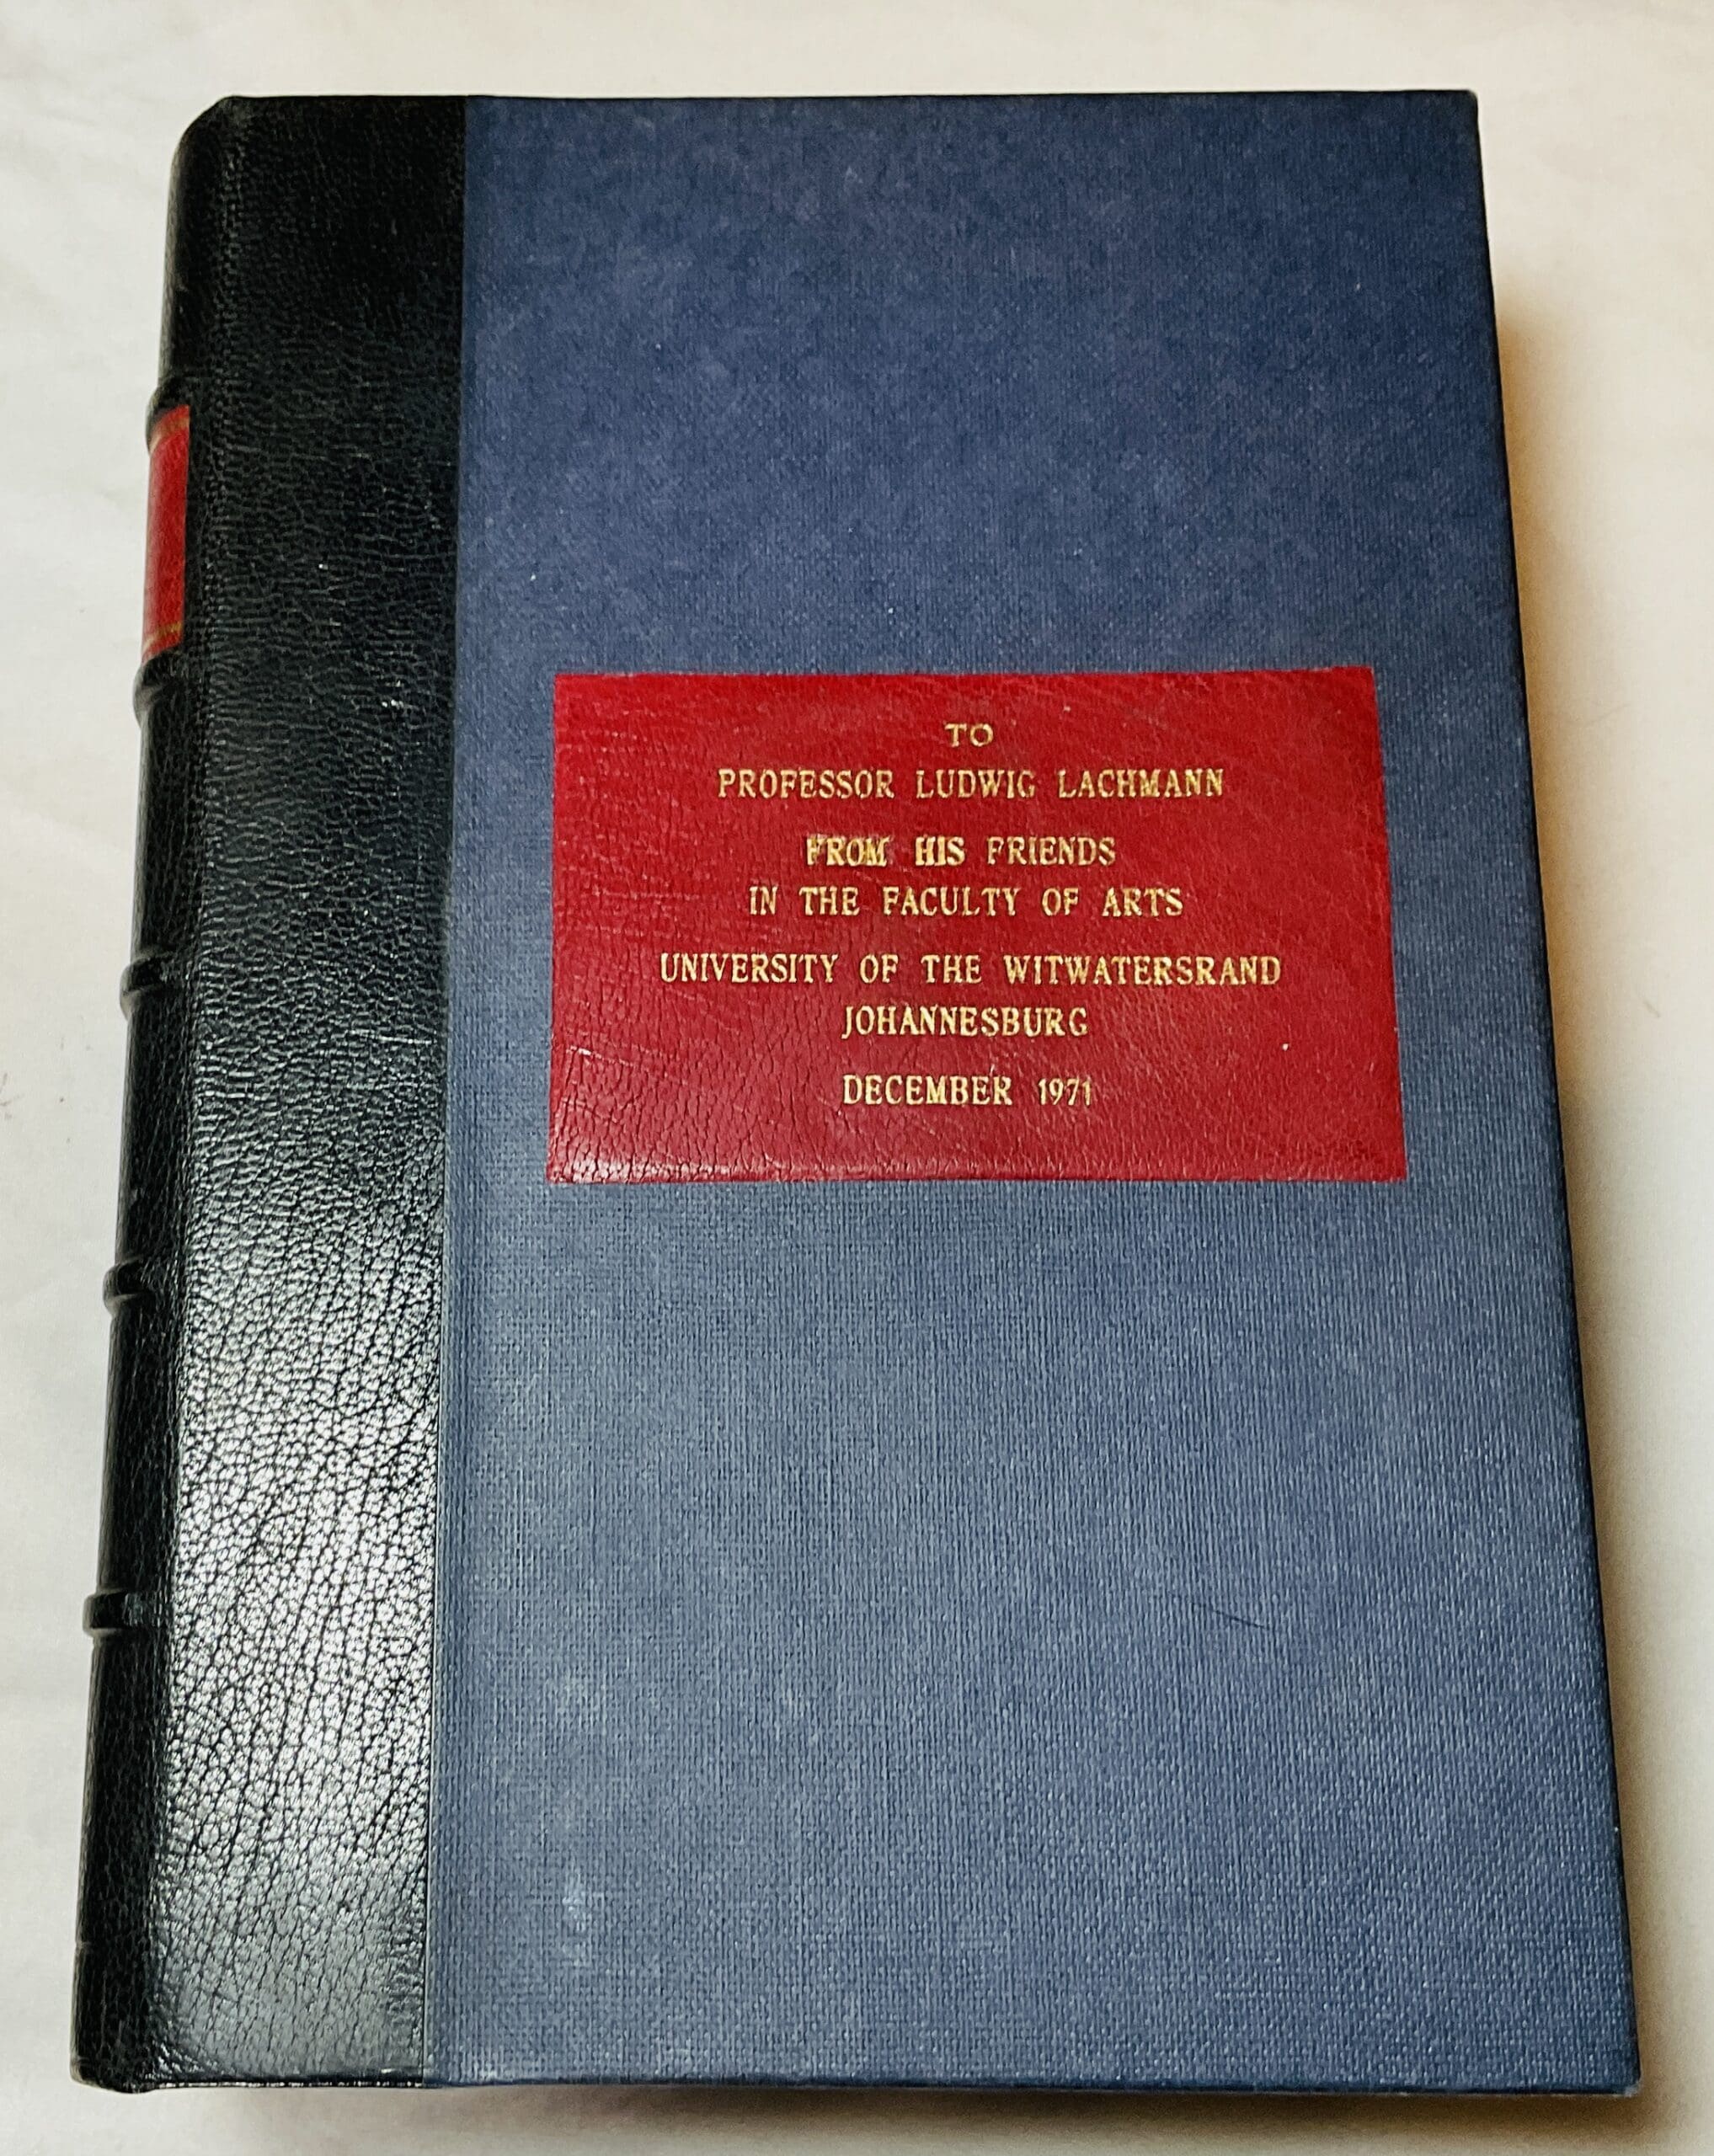 TO
PROFESSOR LUDWIG LACHMANN
FROM HIS FRIENDS
IN THE FACULTY OF ARTS
UNIVERSITY OF THE WITWATERSRAND
JOHANNESBURG
DECEMBER 1971